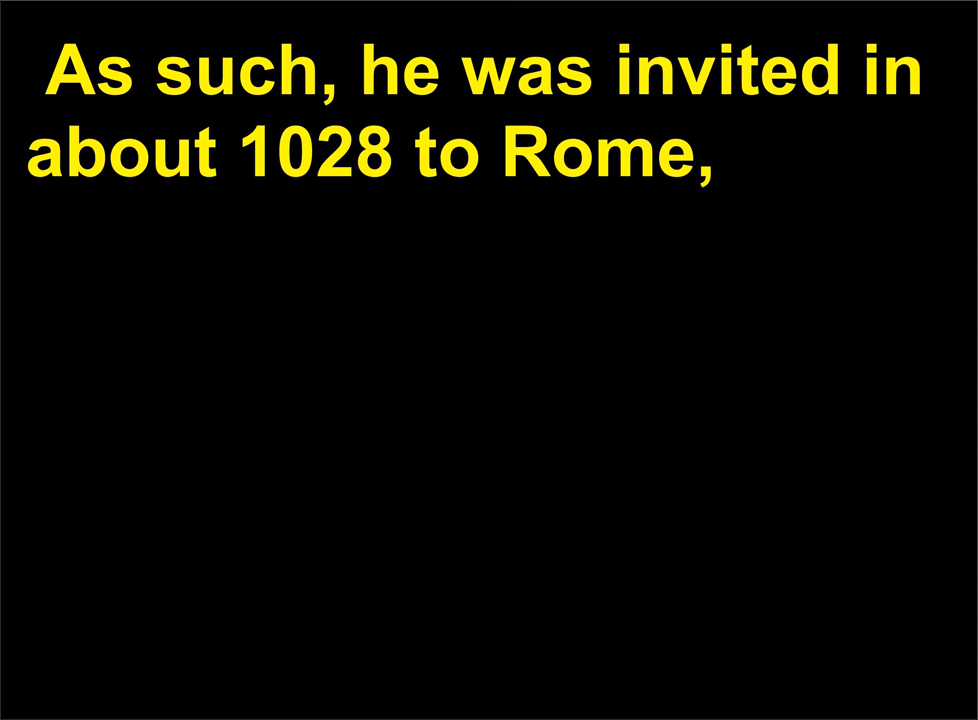 As such, he was invited in
about 1028 to Rome,